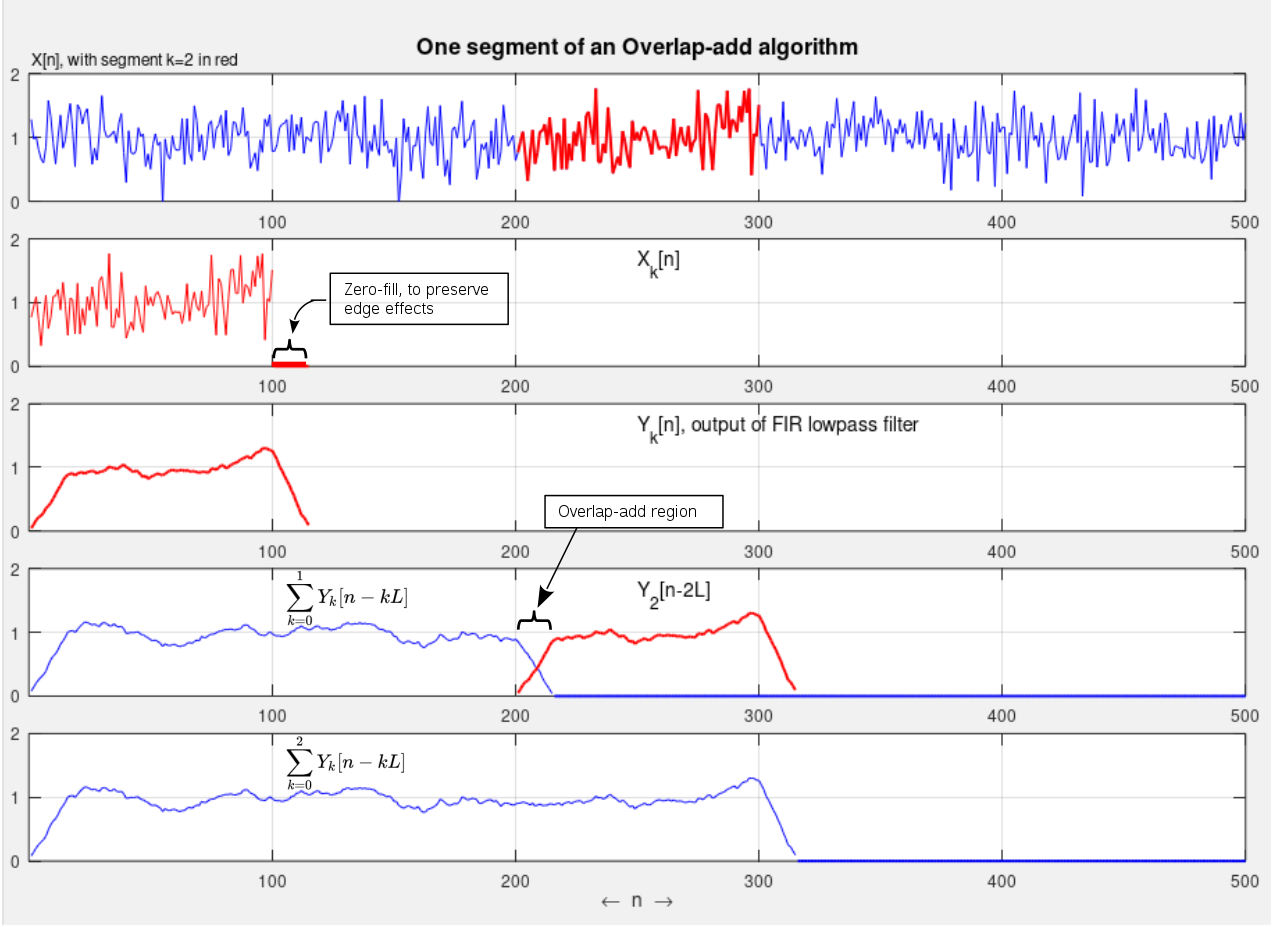 One segment of an Overlap-add algorithm
X[n], with segment k=2 in red
2
1
0
100 200 300 400 500
X_k[n]
Zero-fill, to preserve
edge effects
2
1
0
100 200 300 400 500
Y_k[n], output of FIR lowpass filter
2
1
0
Overlap-add region
100 200 300 400 500
\sum_{k=0}^{1} Y_k[n − kL]
Y_2[n-2L]
2
1
0
100 200 300 400 500
\sum_{k=0}^{2} Y_k[n − kL]
2
1
0
100 200 300 400 500
← n →